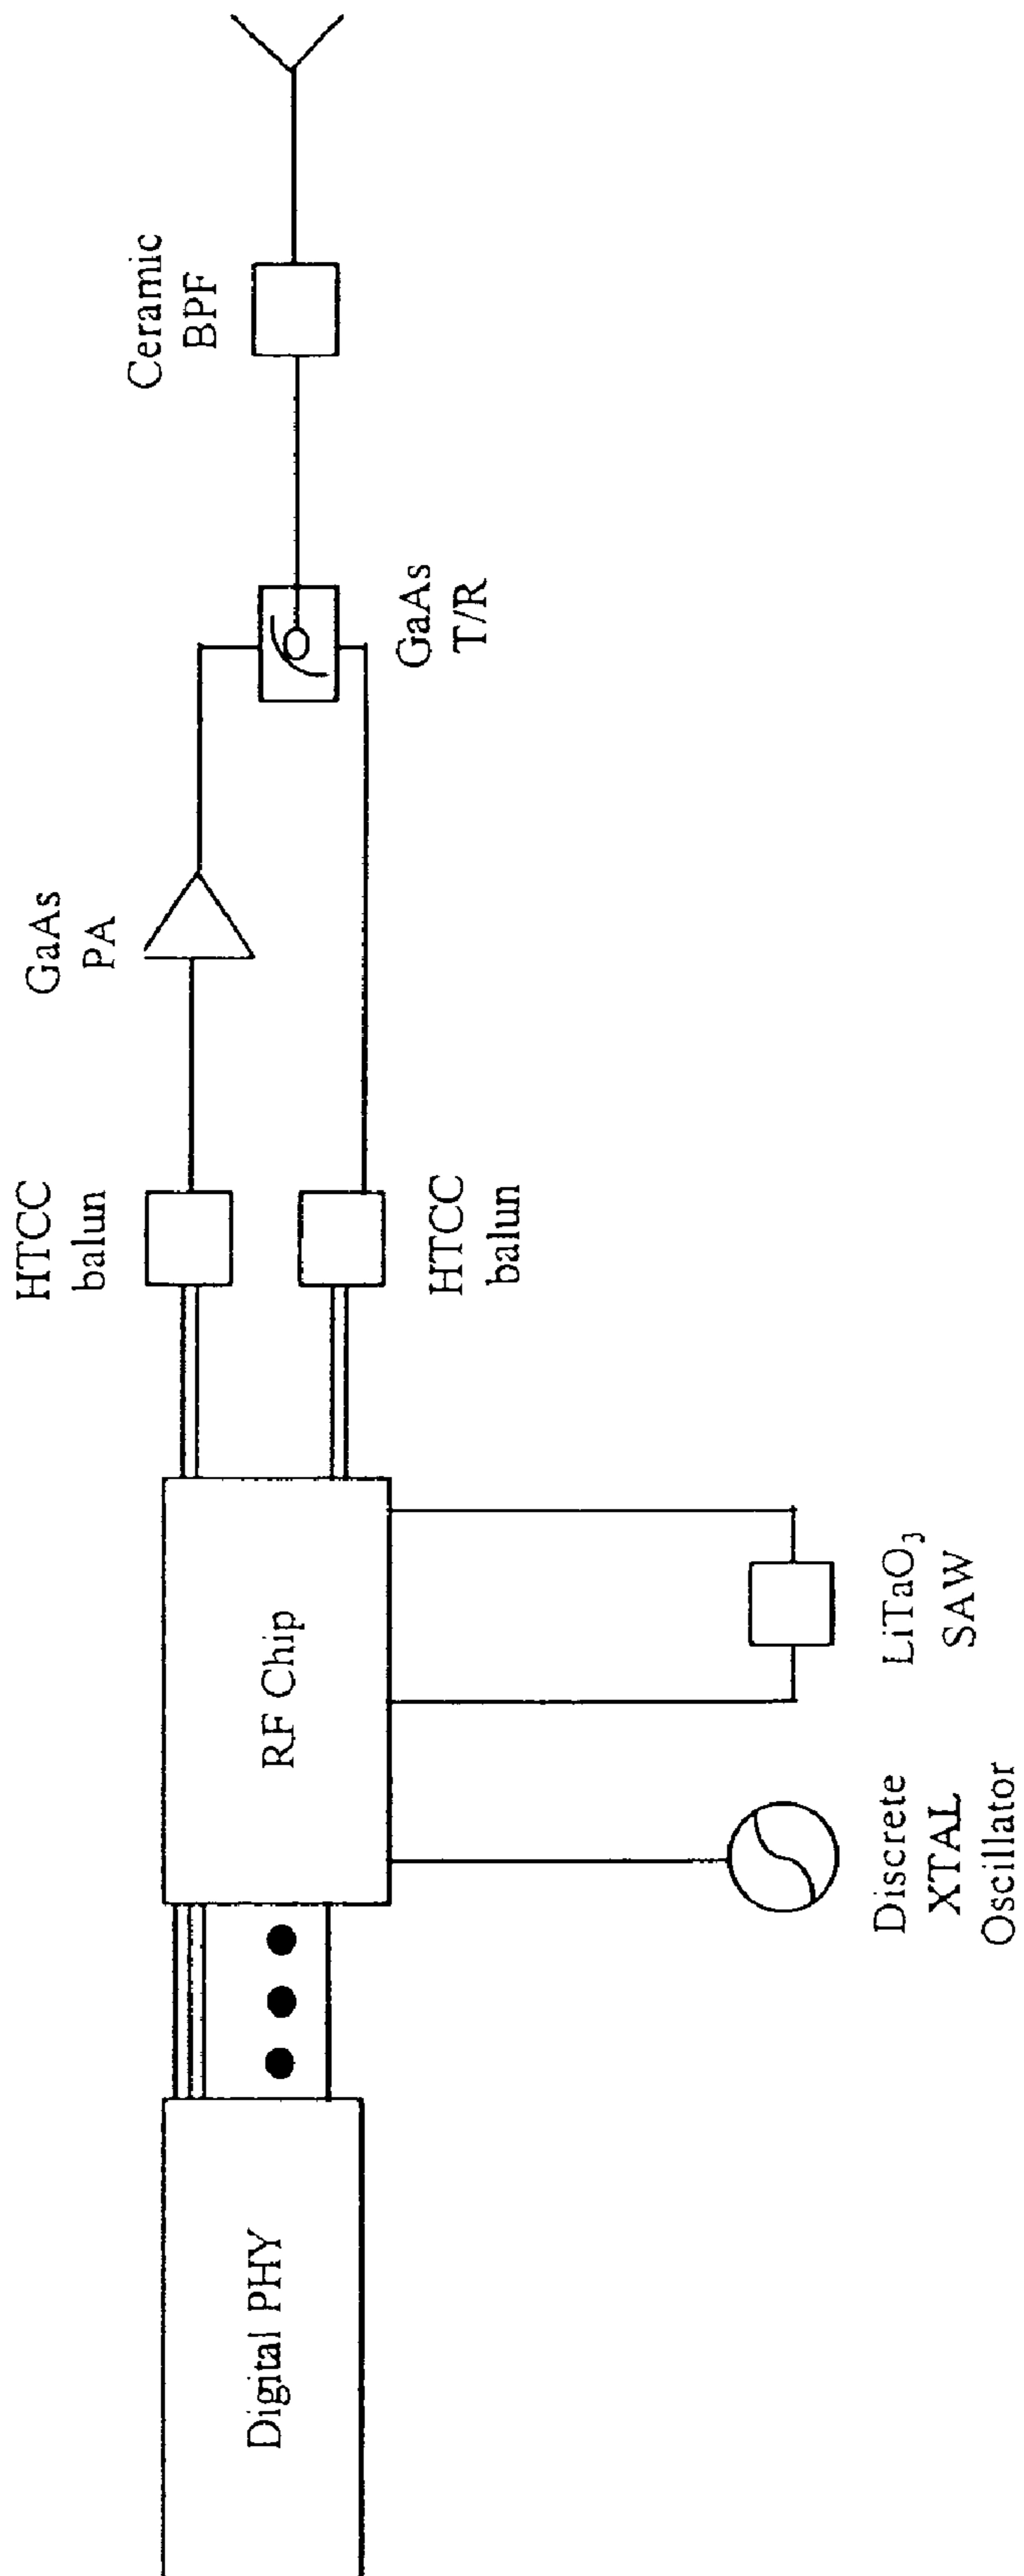 Digital PHY
RF Chip
HTCC
balun
GaAs
PA
Ceramic
BPF
HTCC
balun
GaAs
T/R
Discrete
XTAL
Oscillator
LiTaO₃
SAW